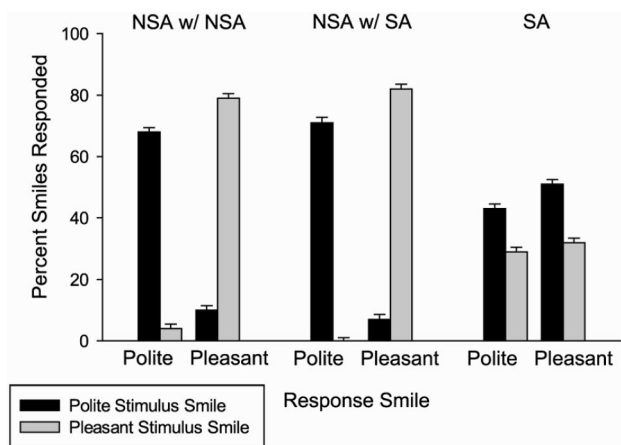 NSA w/ NSA NSA w/ SA SA
100
80
60
40
20
0
Percent Smiles Responded
Polite Pleasant Polite Pleasant Polite Pleasant
Response Smile
Polite Stimulus Smile
Pleasant Stimulus Smile